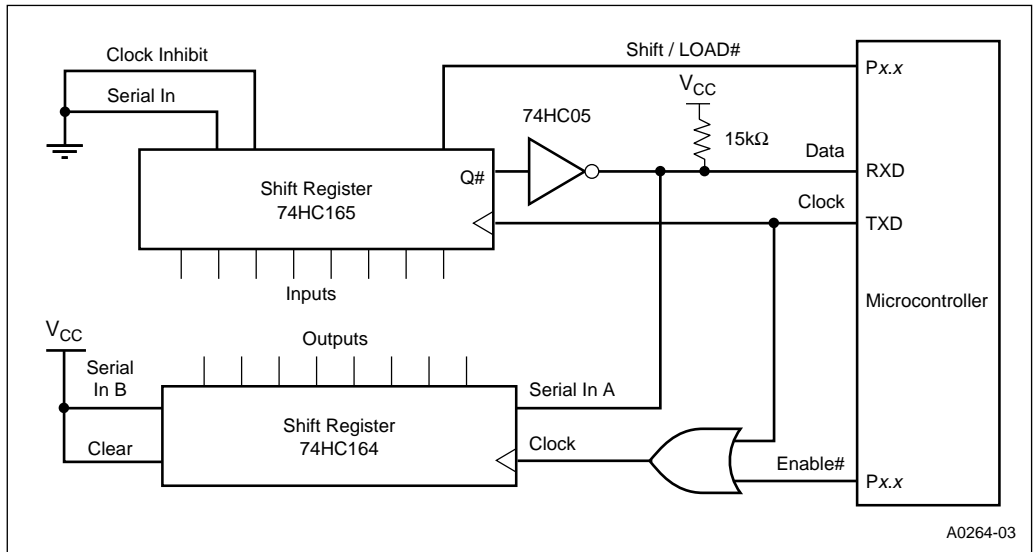 Clock Inhibit
Serial In
Shift / LOAD#
Px.x
VCC
74HC05
15kΩ
Data
RXD
Q#
Shift Register
74HC165
Clock
TXD
Inputs
Microcontroller
VCC
Outputs
Serial
In B
Serial In A
Shift Register
74HC164
Clear
Clock
Enable#
Px.x
A0264-03